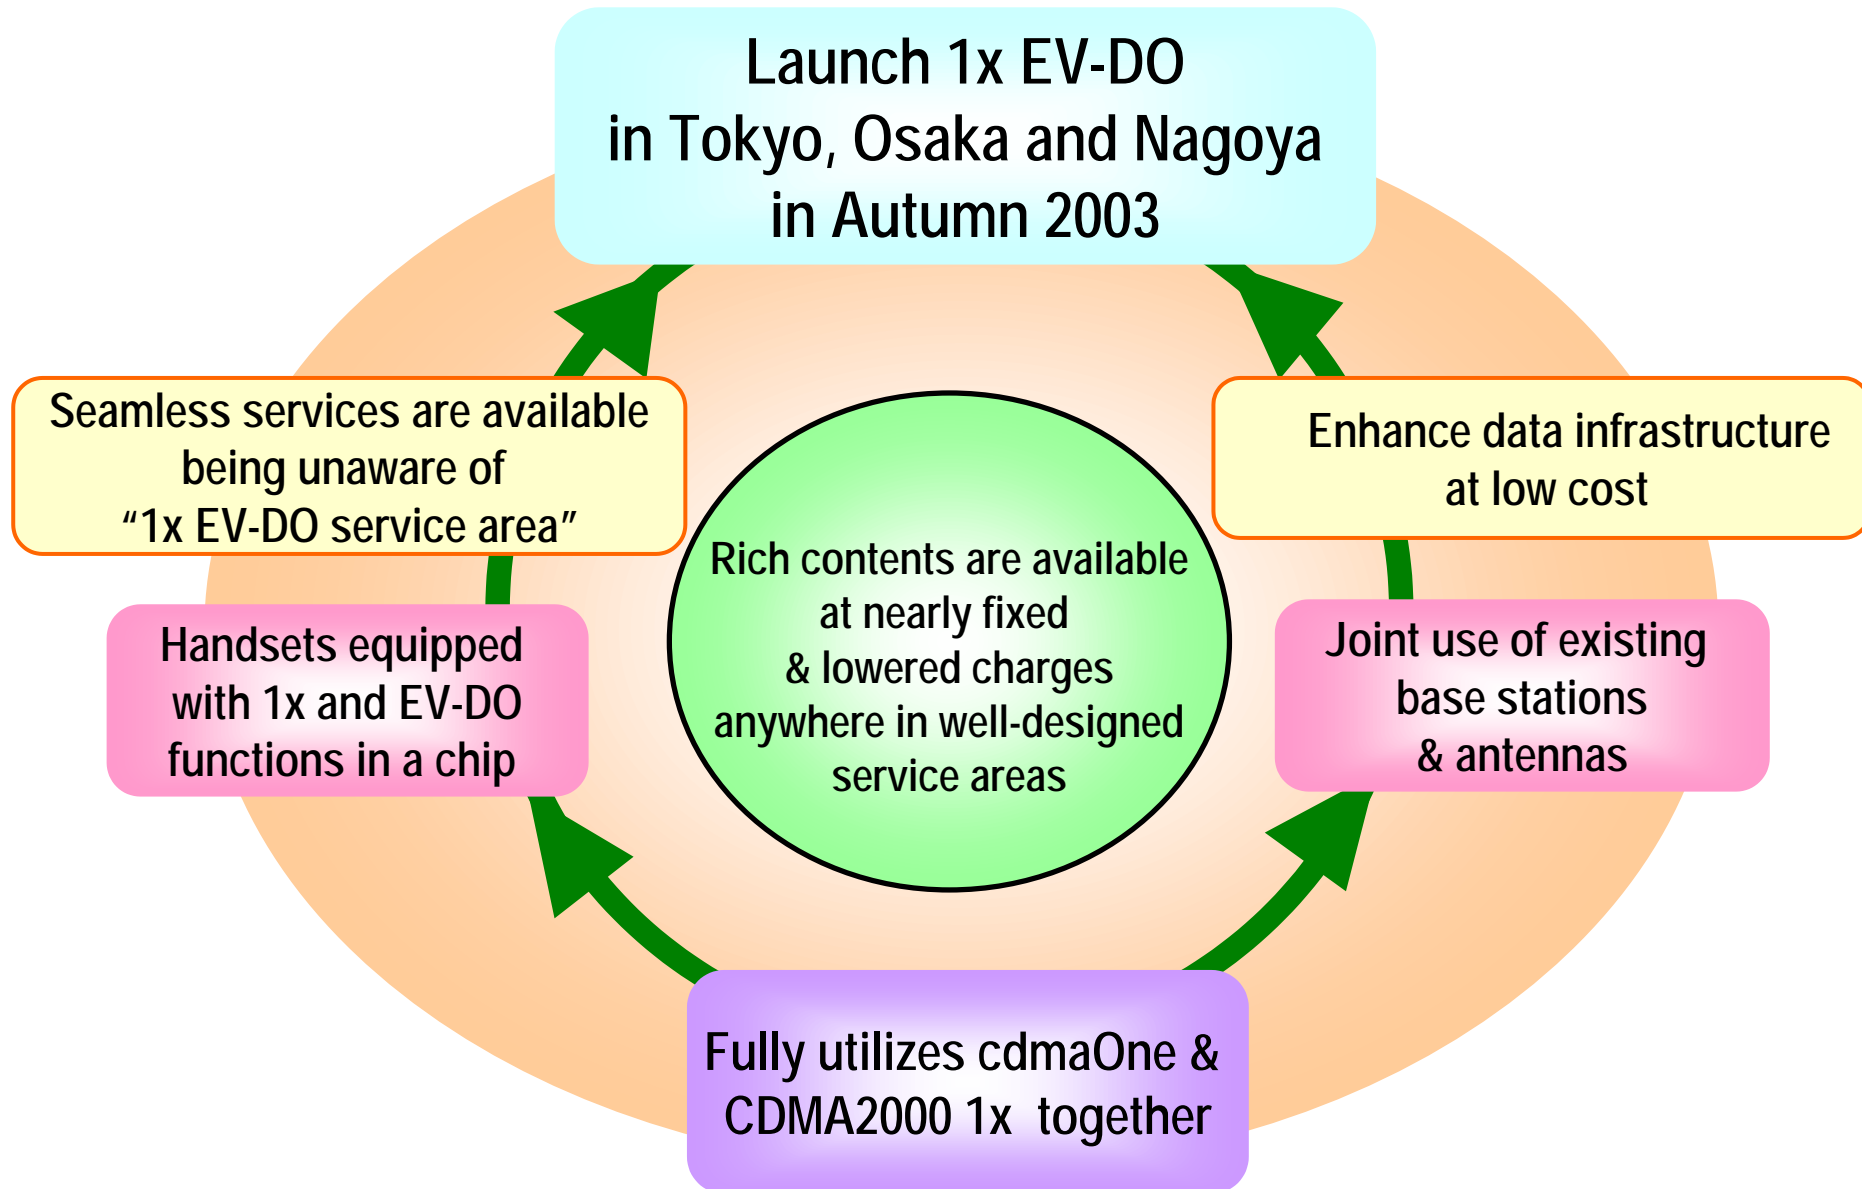 Launch 1x EV-DO
in Tokyo, Osaka and Nagoya
in Autumn 2003
Seamless services are available
being unaware of
“1x EV-DO service area”
Enhance data infrastructure
at low cost
Rich contents are available
at nearly fixed
& lowered charges
anywhere in well-designed
service areas
Handsets equipped
with 1x and EV-DO
functions in a chip
Joint use of existing
base stations
& antennas
Fully utilizes cdmaOne &
CDMA2000 1x together